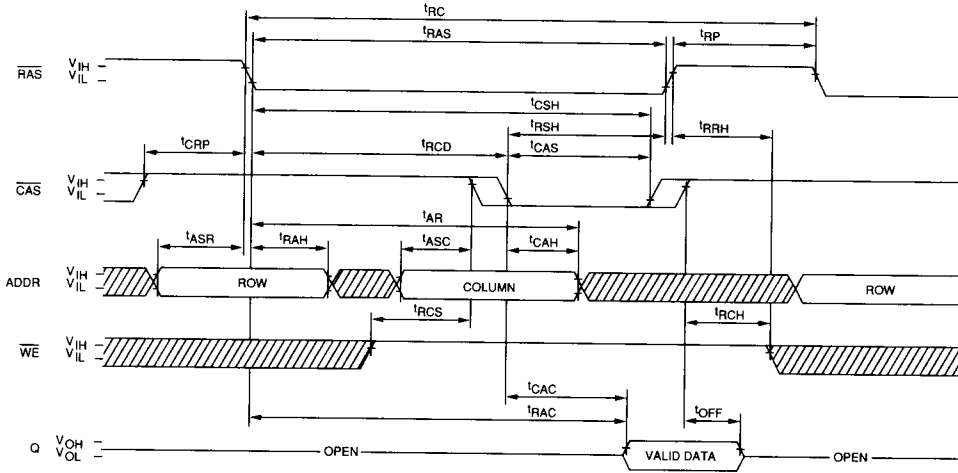 tRC
tRAS
tRP
RAS VIH
VIL
tCSH
tRSH
tRRH
tCRP
tRCD
tCAS
CAS VIH
VIL
tAR
tASR
tRAH
tASC
tCAH
ADDR VIH
VIL
ROW
COLUMN
ROW
tRCS
tRCH
WE VIH
VIL
tCAC
tRAC
tOFF
Q VOH
VOL
OPEN
VALID DATA
OPEN